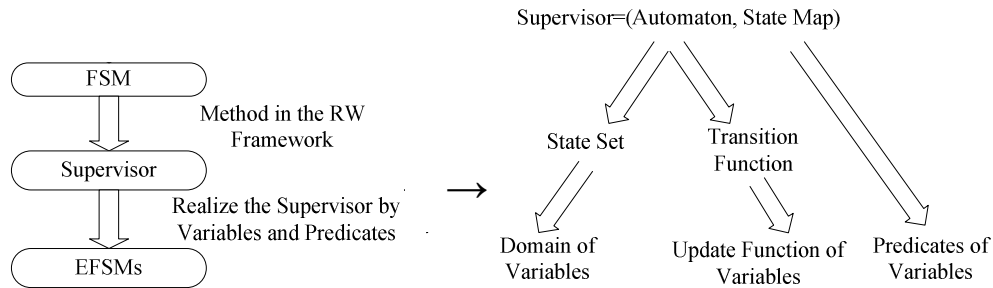 FSM
Method in the RW
Framework
Supervisor
Realize the Supervisor by
Variables and Predicates
EFSMs
Supervisor=(Automaton, State Map)
State Set
Transition
Function
Domain of
Variables
Update Function of
Variables
Predicates of
Variables